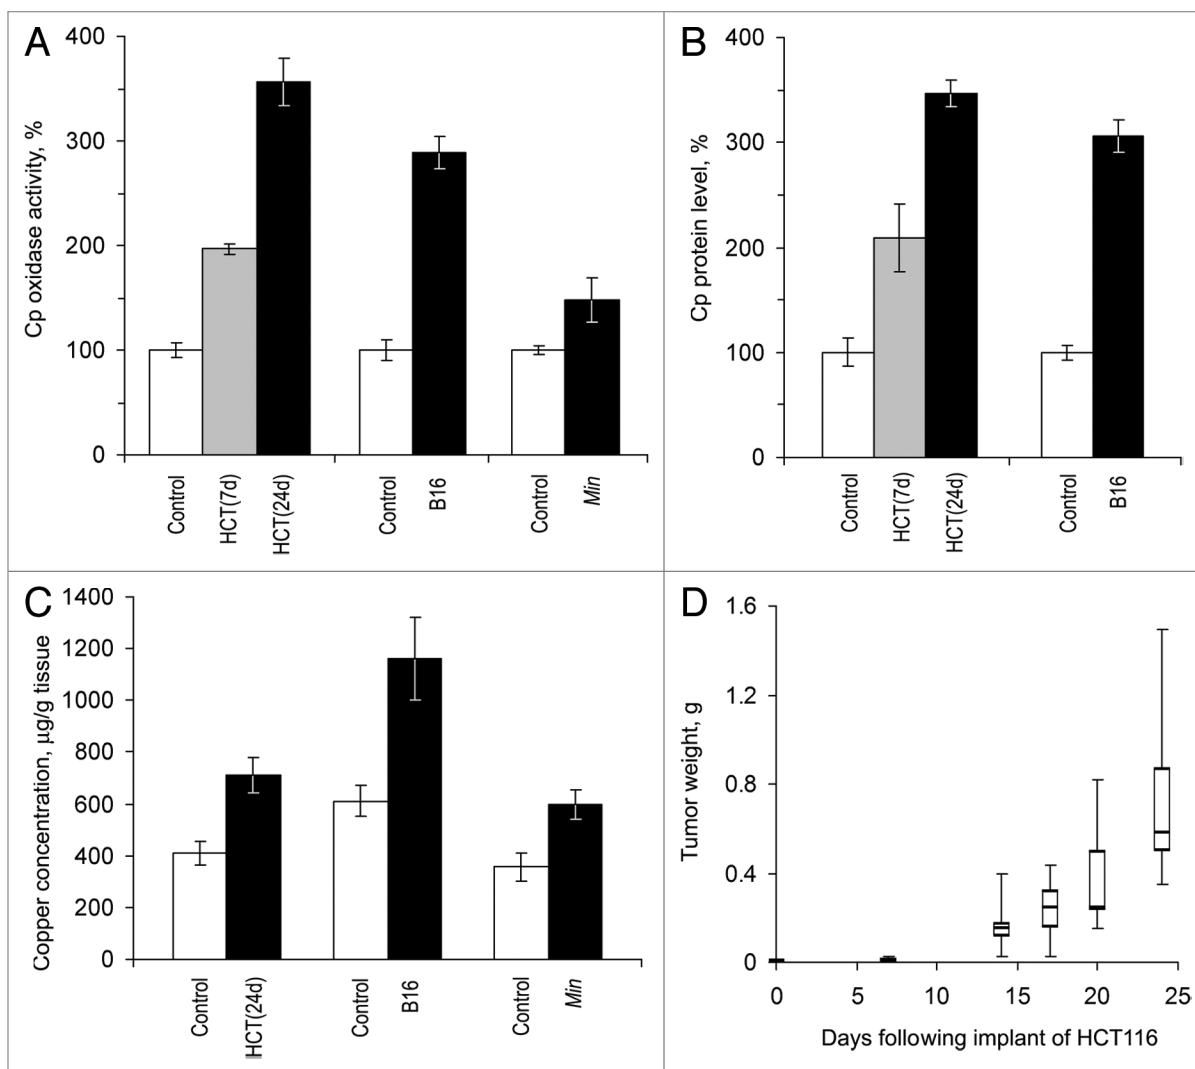 A
Cp oxidase activity, %
400
300
200
100
0
Control
HCT(7d)
HCT(24d)
Control
B16
Control
Min
B
Cp protein level, %
400
300
200
100
0
Control
HCT(7d)
HCT(24d)
Control
B16
C
Copper concentration, µg/g tissue
1400
1200
1000
800
600
400
200
0
Control
HCT(24d)
Control
B16
Control
Min
D
Tumor weight, g
1.6
1.2
0.8
0.4
0
0 5 10 15 20 25
Days following implant of HCT116